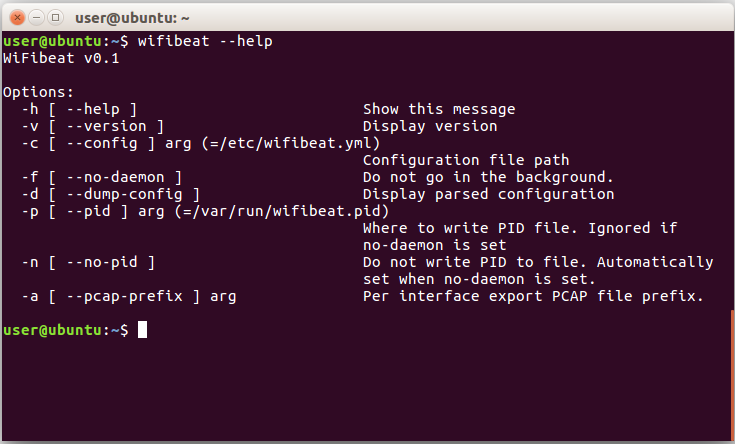 user@ubuntu: ~
user@ubuntu:~$ wifibeat --help
WiFibeat v0.1

Options:
  -h [ --help ]                         Show this message
  -v [ --version ]                      Display version
  -c [ --config ] arg (=/etc/wifibeat.yml)
                                        Configuration file path
  -f [ --no-daemon ]                    Do not go in the background.
  -d [ --dump-config ]                  Display parsed configuration
  -p [ --pid ] arg (=/var/run/wifibeat.pid)
                                        Where to write PID file. Ignored if
                                        no-daemon is set
  -n [ --no-pid ]                       Do not write PID to file. Automatically
                                        set when no-daemon is set.
  -a [ --pcap-prefix ] arg              Per interface export PCAP file prefix.

user@ubuntu:~$